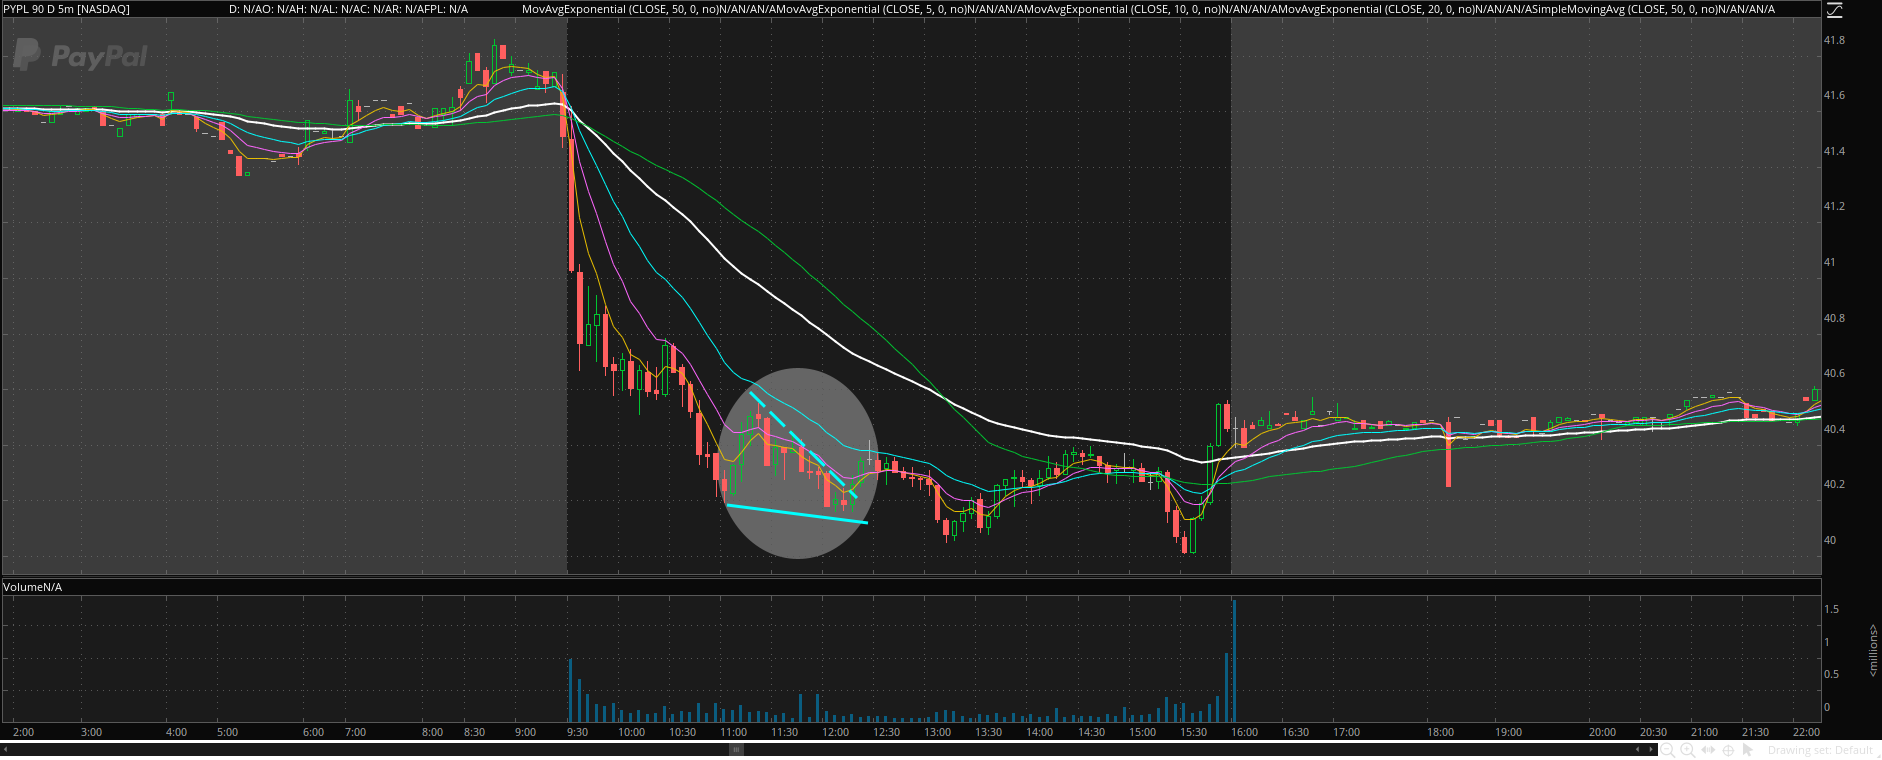 PYPL 90 D 5m [NASDAQ] D: N/AO: N/AH: N/AL: N/AC: N/AR: N/AFPL: N/A MovAvgExponential (CLOSE, 50, 0, no)N/AN/AN/AMovAvgExponential (CLOSE, 5, 0, no)N/AN/AN/AMovAvgExponential (CLOSE, 10, 0, no)N/AN/AN/AMovAvgExponential (CLOSE, 20, 0, no)N/AN/AN/ASimpleMovingAvg (CLOSE, 50, 0, no)N/AN/AN/A
PayPal
41.8
41.6
41.4
41.2
41
40.8
40.6
40.4
40.2
40
VolumeN/A
1.5
1
0.5
0
<millions>
2:00 3:00 4:00 5:00 6:00 7:00 8:00 8:30 9:00 9:30 10:00 10:30 11:00 11:30 12:00 12:30 13:00 13:30 14:00 14:30 15:00 15:30 16:00 16:30 17:00 18:00 19:00 20:00 20:30 21:00 21:30 22:00
Drawing set: Default